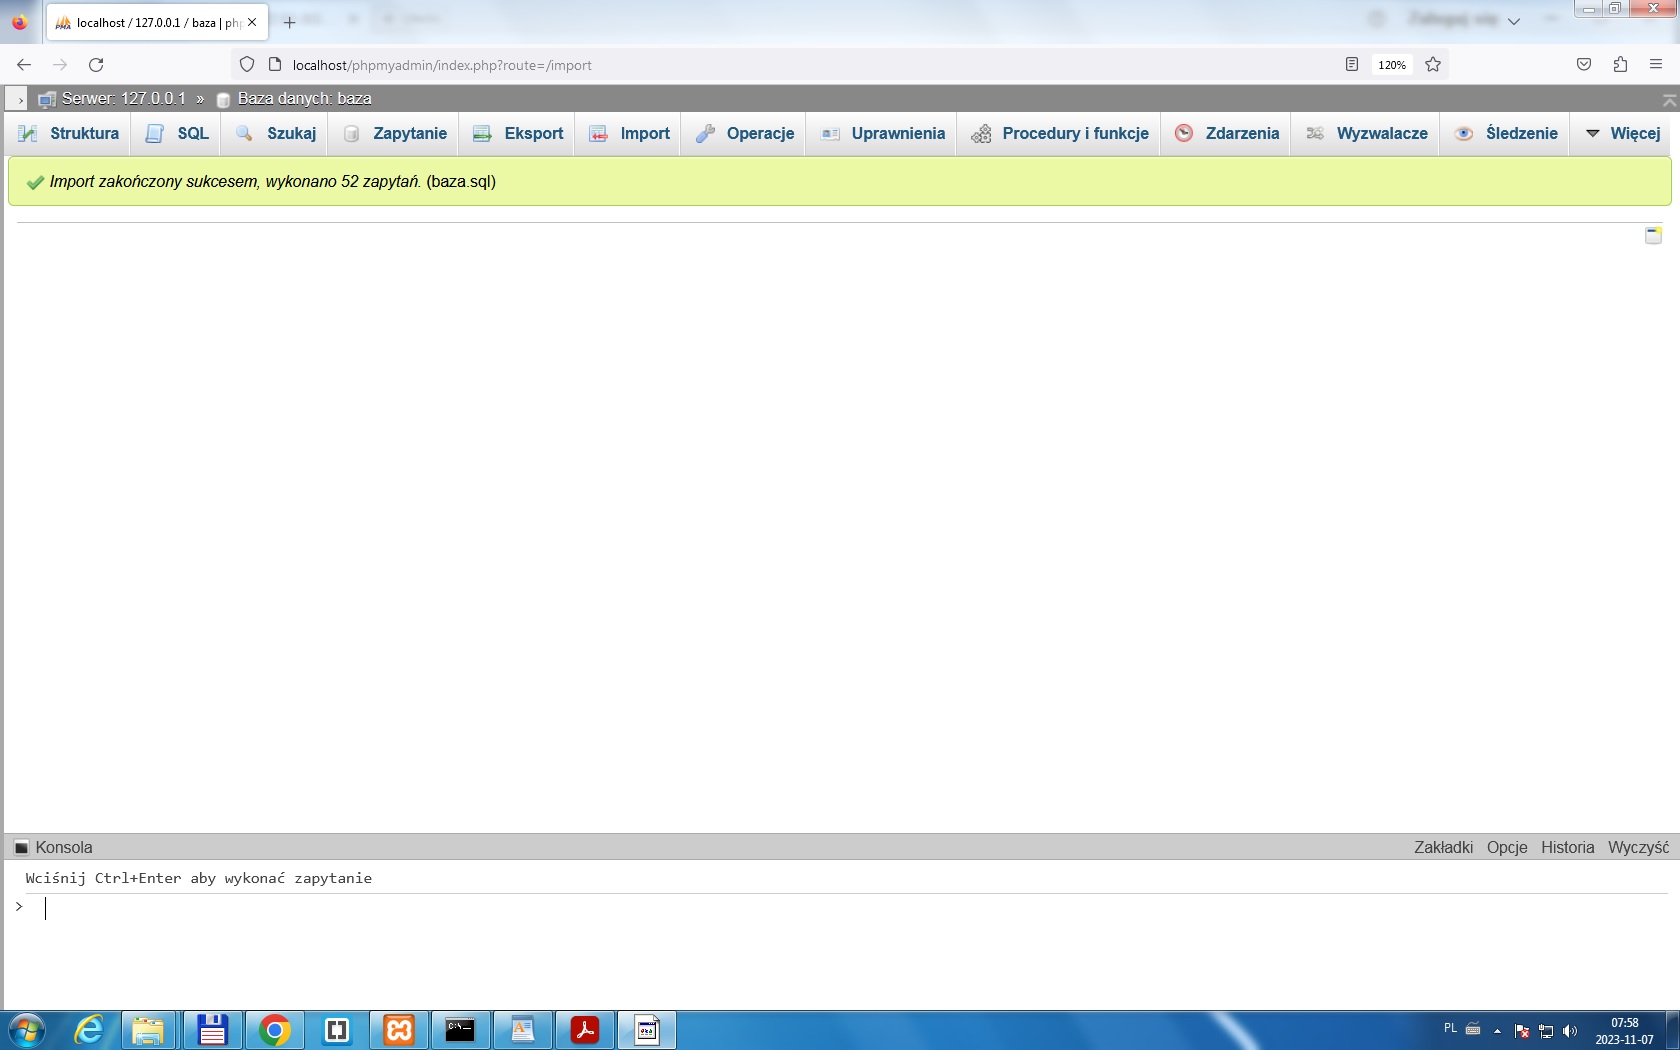 localhost / 127.0.0.1 / baza | php
localhost/phpmyadmin/index.php?route=/import
120%
Serwer: 127.0.0.1 » Baza danych: baza
Struktura SQL Szukaj Zapytanie Eksport Import Operacje Uprawnienia Procedury i funkcje Zdarzenia Wyzwalacze Śledzenie Więcej
Import zakończony sukcesem, wykonano 52 zapytań. (baza.sql)
Konsola Zakładki Opcje Historia Wyczyść
Wciśnij Ctrl+Enter aby wykonać zapytanie
>
PL 07:58
2023-11-07